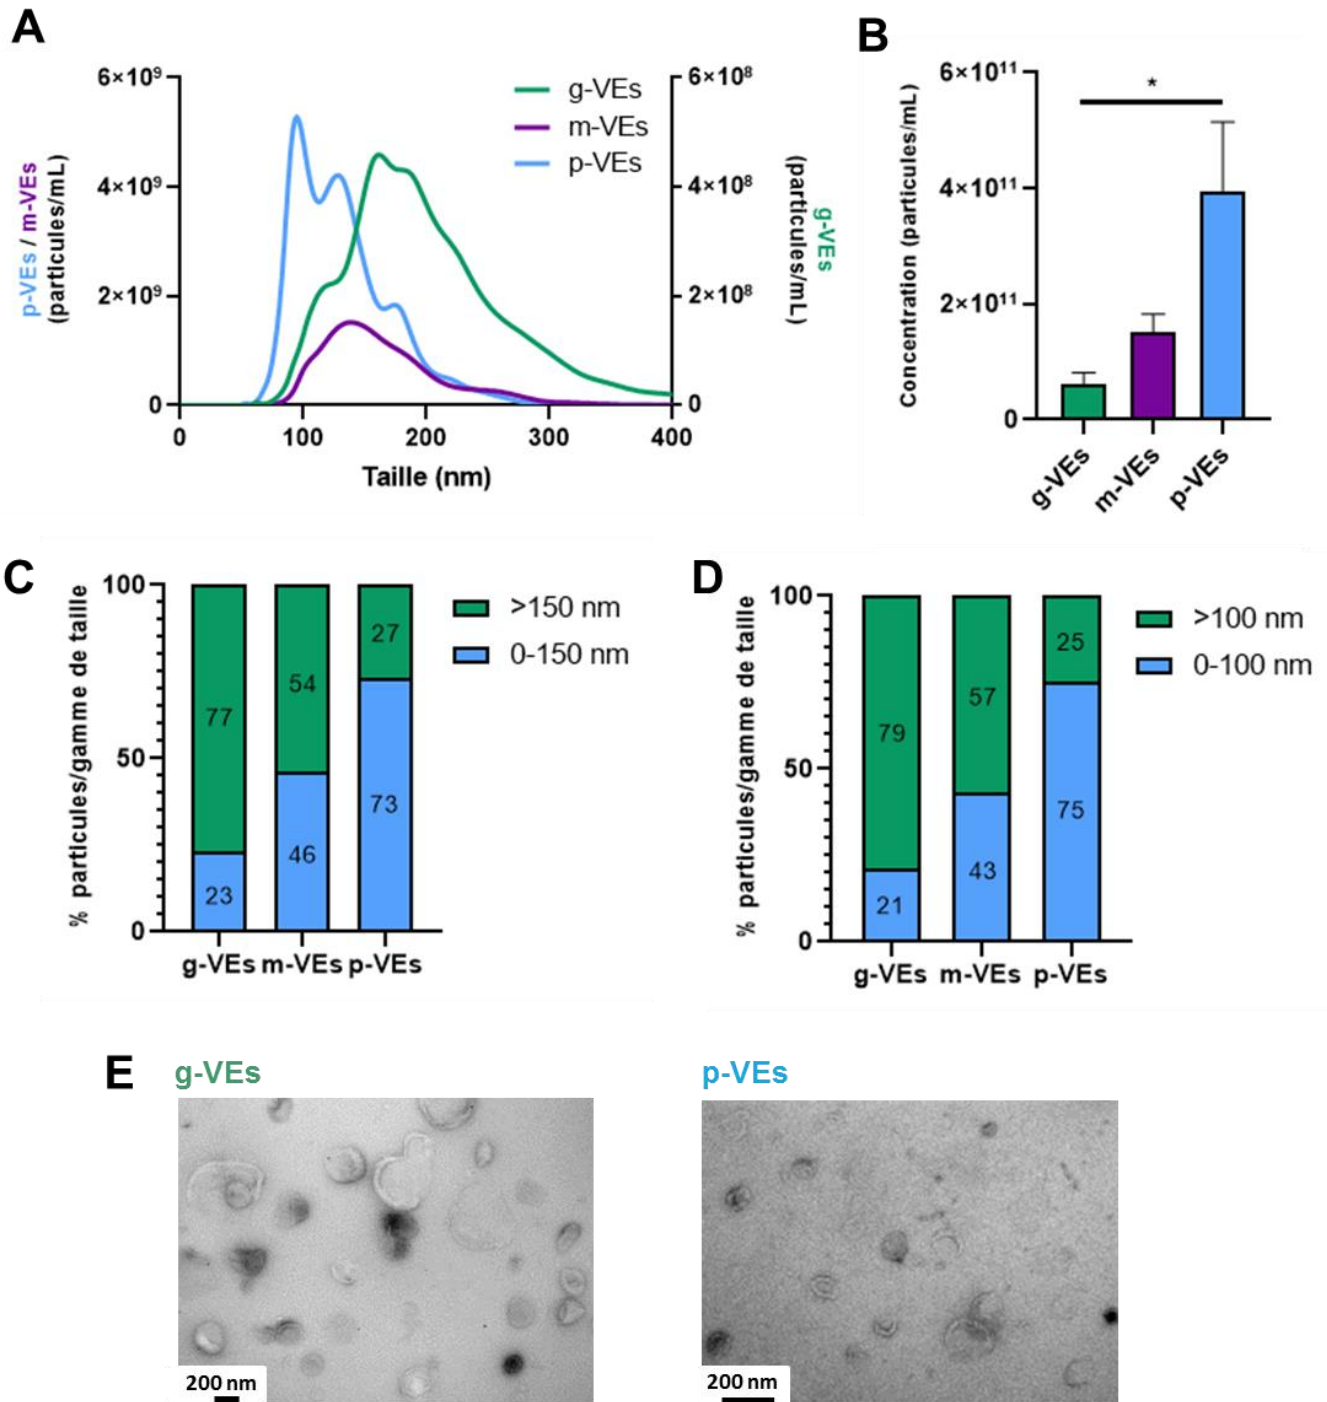 A
6×10⁹
4×10⁹
2×10⁹
0
p-VEs / m-VEs
(particules/mL)
g-VEs
m-VEs
p-VEs
6×10⁸
4×10⁸
2×10⁸
0
g-VEs
(particules/mL)
0 100 200 300 400
Taille (nm)
B
Concentration (particules/mL)
6×10¹¹
4×10¹¹
2×10¹¹
0
*
g-VEs m-VEs p-VEs
C
% particules/gamme de taille
100
50
0
77 54 27
23 46 73
>150 nm
0-150 nm
g-VEs m-VEs p-VEs
D
% particules/gamme de taille
100
50
0
79 57 25
21 43 75
>100 nm
0-100 nm
g-VEs m-VEs p-VEs
E
g-VEs
p-VEs
200 nm
200 nm